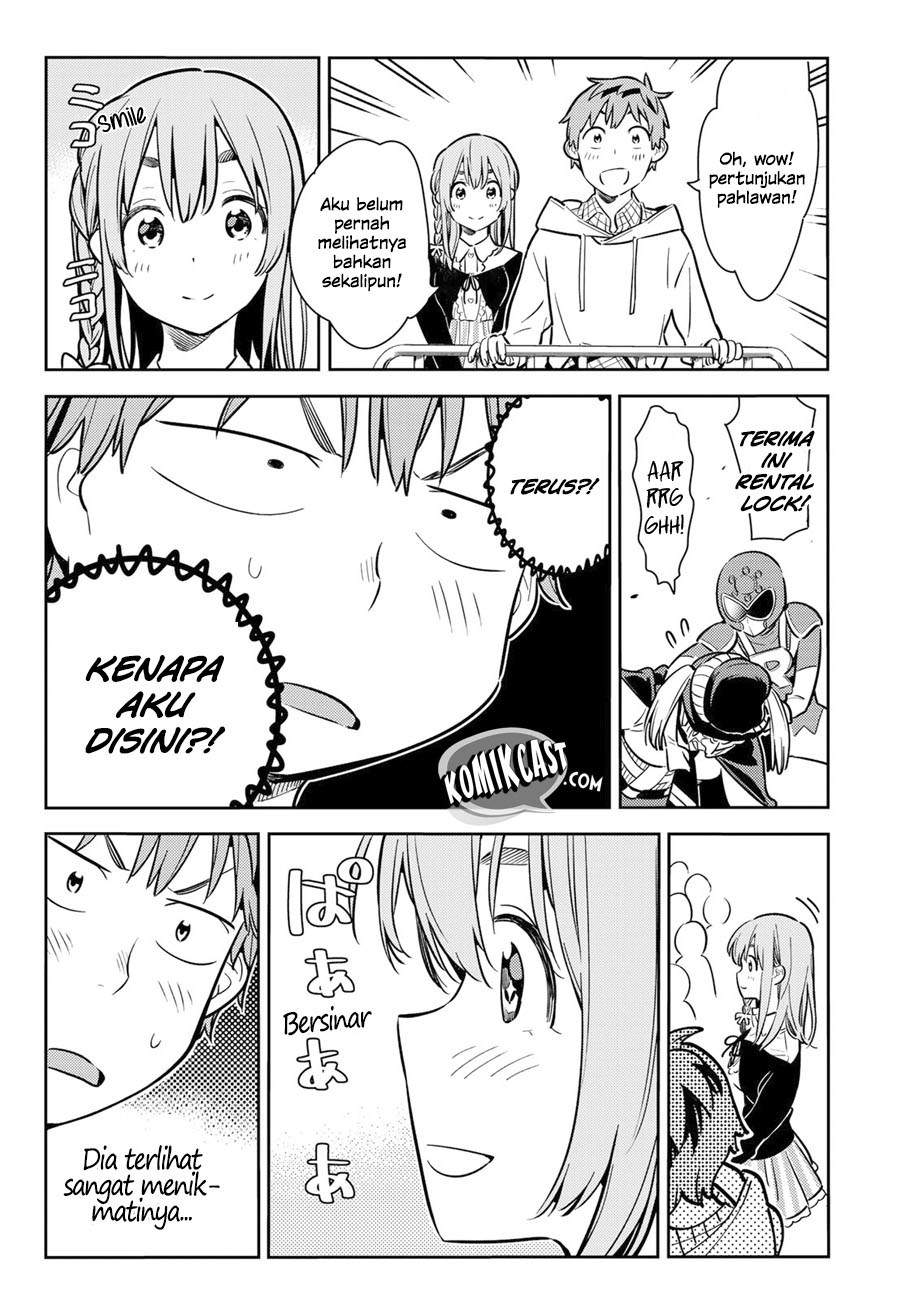 Oh, wow!
pertunjukan
pahlawan!
Aku belum
pernah
melihatnya
bahkan
sekalipun!
ニコ
smile
ニコ
TERIMA
INI
RENTAL
LOCK!
AAR
RRG
GHH!
TERUS?!
KENAPA
AKU
DISINI?!
KOMIKCAST
.COM
ぱぁぁぁ
Bersinar
Dia terlihat
sangat menik-
matinya...